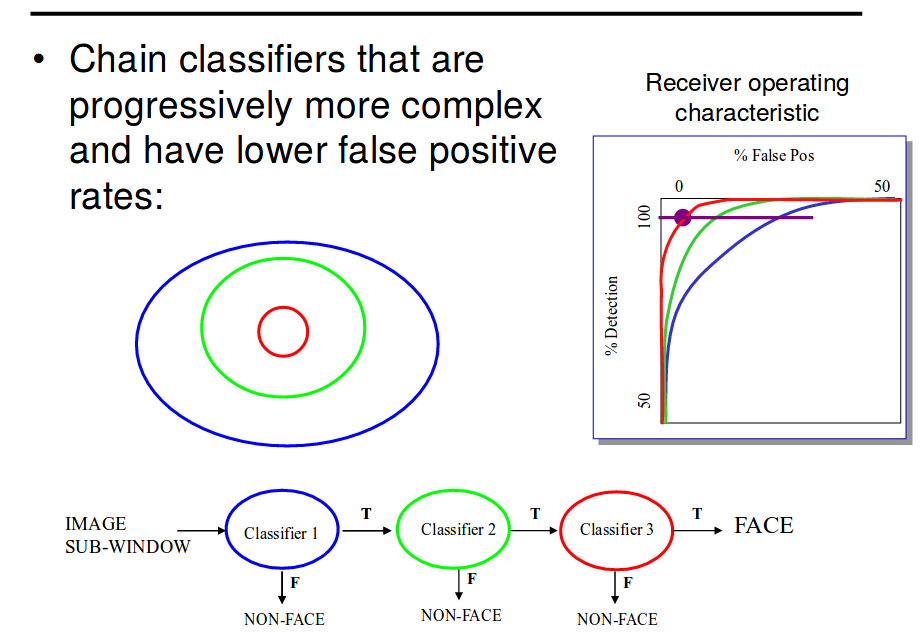 • Chain classifiers that are
progressively more complex
and have lower false positive
rates:
Receiver operating
characteristic
% False Pos
0
50
100
% Detection
50
IMAGE
SUB-WINDOW
Classifier 1
T
Classifier 2
T
Classifier 3
T
FACE
F
F
F
NON-FACE
NON-FACE
NON-FACE